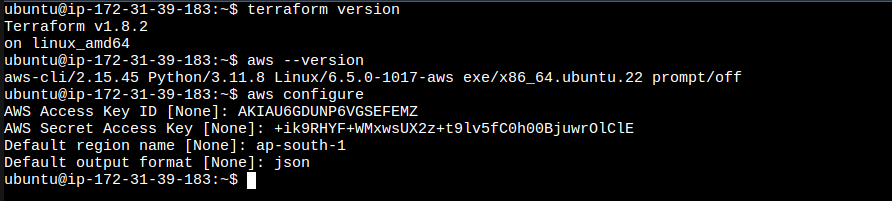 ubuntu@ip-172-31-39-183:~$ terraform version
Terraform v1.8.2
on linux_amd64
ubuntu@ip-172-31-39-183:~$ aws --version
aws-cli/2.15.45 Python/3.11.8 Linux/6.5.0-1017-aws exe/x86_64.ubuntu.22 prompt/off
ubuntu@ip-172-31-39-183:~$ aws configure
AWS Access Key ID [None]: AKIAU6GDUNP6VGSEFEMZ
AWS Secret Access Key [None]: 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
Default region name [None]: ap-south-1
Default output format [None]: json
ubuntu@ip-172-31-39-183:~$